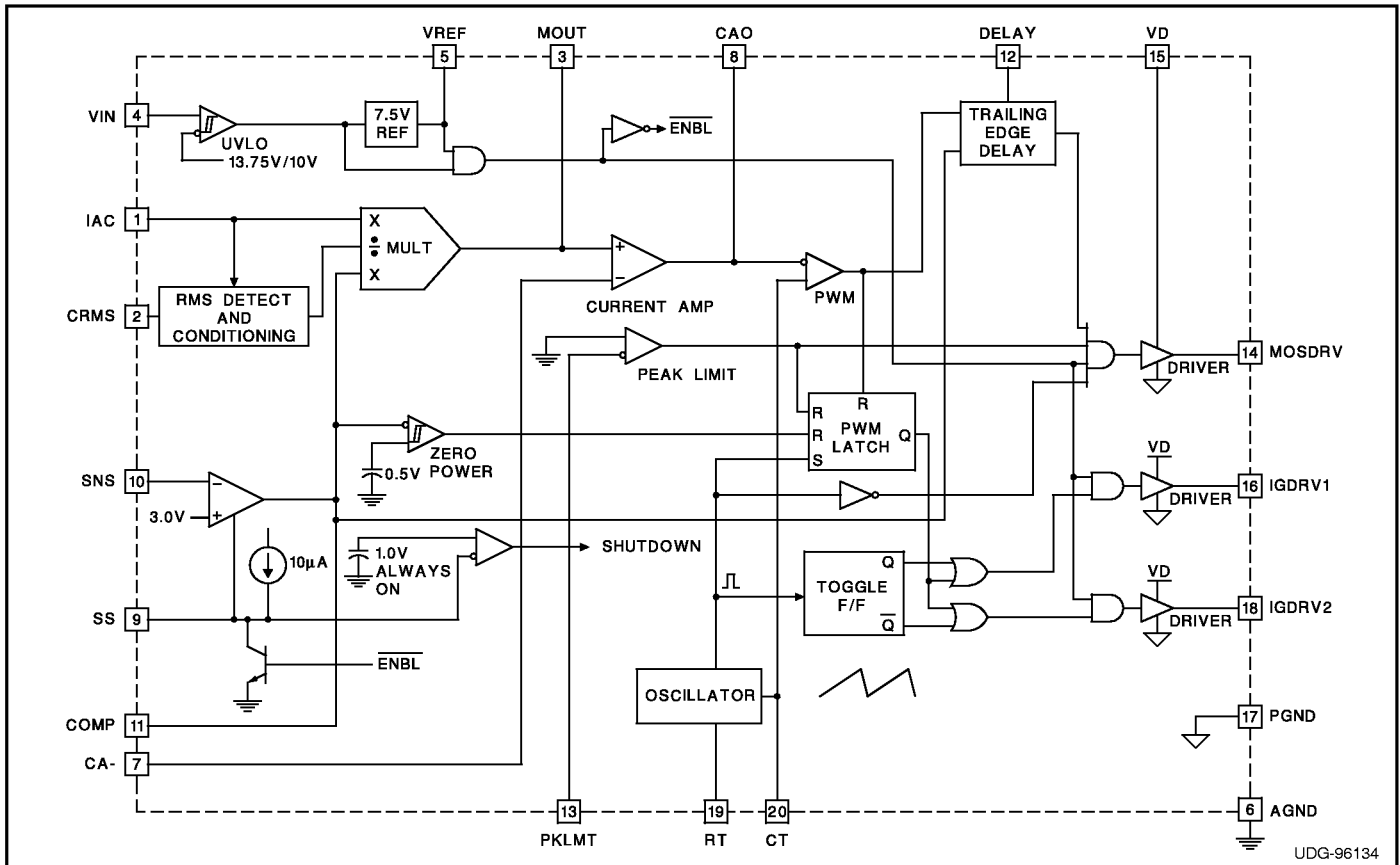 VREF
MOUT
CAO
DELAY
VD
5
3
8
12
15
VIN
4
7.5V
REF
ENBL
TRAILING
EDGE
DELAY
UVLO
13.75V/10V
IAC
1
X
÷ MULT
X
CURRENT AMP
PWM
CRMS
2
RMS DETECT
AND
CONDITIONING
PEAK LIMIT
DRIVER
14
MOSDRV
R
R
R
PWM
LATCH
Q
S
ZERO
POWER
0.5V
SNS
10
3.0V
VD
DRIVER
16
IGDRV1
10µA
1.0V
ALWAYS
ON
SHUTDOWN
Q
TOGGLE
F/F
Q
VD
DRIVER
18
IGDRV2
SS
9
ENBL
OSCILLATOR
COMP
11
17
PGND
CA-
7
13
19
20
6
AGND
PKLMT
RT
CT
UDG-96134